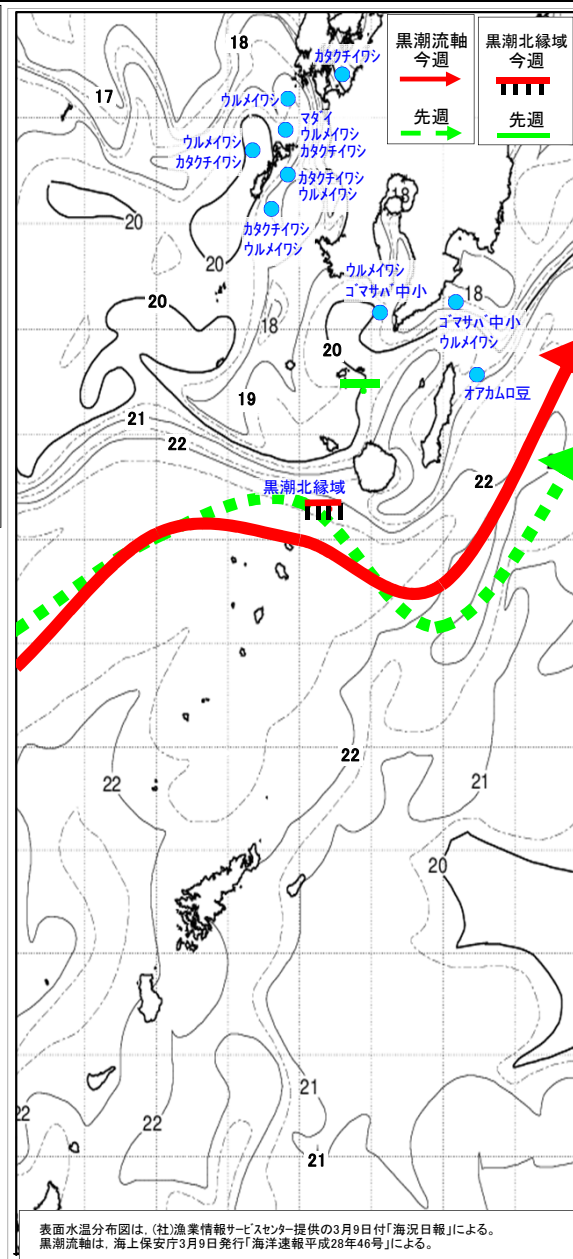 黒潮流軸
今週
先週
黒潮北縁域
今週
先週
18
カタクチイワシ
17
ウルメイワシ
マダイ
ウルメイワシ
カタクチイワシ
ウルメイワシ
カタクチイワシ
カタクチイワシ
ウルメイワシ
18
20
カタクチイワシ
ウルメイワシ
20
ウルメイワシ
ゴマサバ中小
18
20
ゴマサバ中小
ウルメイワシ
18
20
オアカムロ豆
19
21
22
22
黒潮北縁域
22
22
21
20
21
22
22
21
表面水温分布図は、(社)漁業情報サービスセンター提供の3月9日付「海況日報」による。
黒潮流軸は、海上保安庁3月9日発行「海洋速報平成28年46号」による。